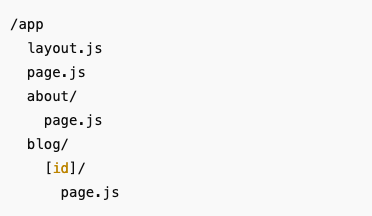 /app
  layout.js
  page.js
  about/
    page.js
  blog/
    [id]/
      page.js